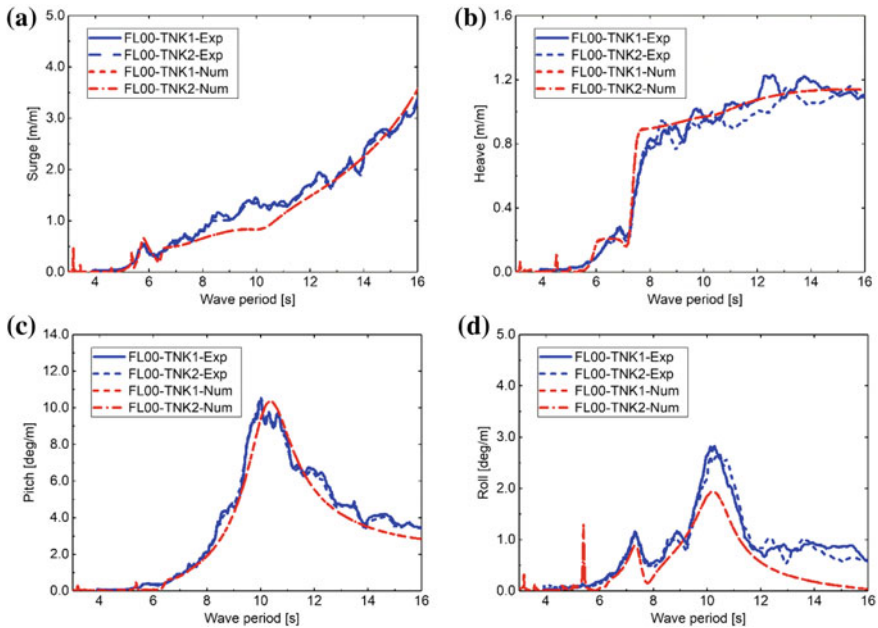 (a)
FL00-TNK1-Exp
FL00-TNK2-Exp
FL00-TNK1-Num
FL00-TNK2-Num
Surge [m/m]
5.0
4.0
3.0
2.0
1.0
0.0
4 6 8 10 12 14 16
Wave period [s]
(b)
FL00-TNK1-Exp
FL00-TNK2-Exp
FL00-TNK1-Num
FL00-TNK2-Num
Heave [m/m]
1.6
1.2
0.8
0.4
0.0
4 6 8 10 12 14 16
Wave period [s]
(c)
FL00-TNK1-Exp
FL00-TNK2-Exp
FL00-TNK1-Num
FL00-TNK2-Num
Pitch [deg/m]
14.0
12.0
10.0
8.0
6.0
4.0
2.0
0.0
4 6 8 10 12 14 16
Wave period [s]
(d)
FL00-TNK1-Exp
FL00-TNK2-Exp
FL00-TNK1-Num
FL00-TNK2-Num
Roll [deg/m]
5.0
4.0
3.0
2.0
1.0
0.0
4 6 8 10 12 14 16
Wave period [s]